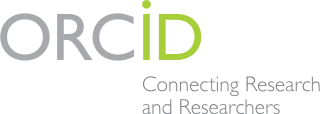 ORCiD
Connecting Research
and Researchers